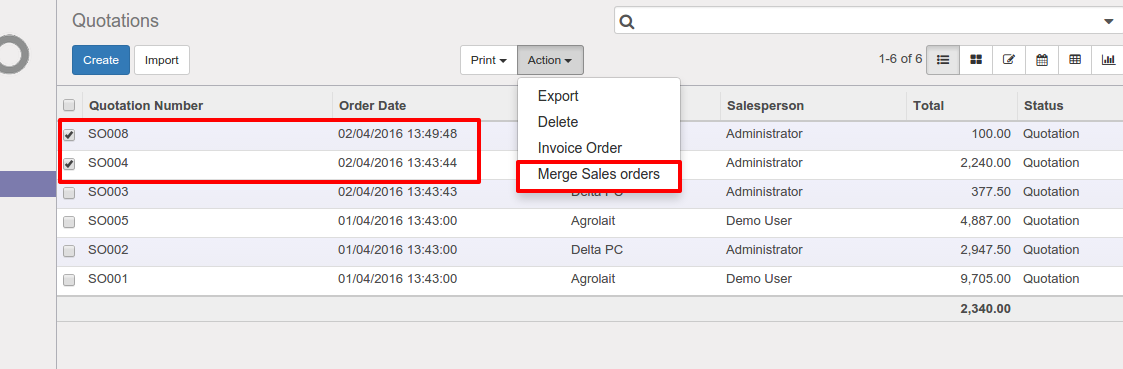 Quotations
Create Import Print Action 1-6 of 6
Quotation Number Order Date Salesperson Total Status
Export
Delete
Invoice Order
Merge Sales orders
SO008 02/04/2016 13:49:48 Administrator 100.00 Quotation
SO004 02/04/2016 13:43:44 Administrator 2,240.00 Quotation
SO003 02/04/2016 13:43:43 Delta PC Administrator 377.50 Quotation
SO005 01/04/2016 13:43:00 Agrolait Demo User 4,887.00 Quotation
SO002 01/04/2016 13:43:00 Delta PC Administrator 2,947.50 Quotation
SO001 01/04/2016 13:43:00 Agrolait Demo User 9,705.00 Quotation
2,340.00